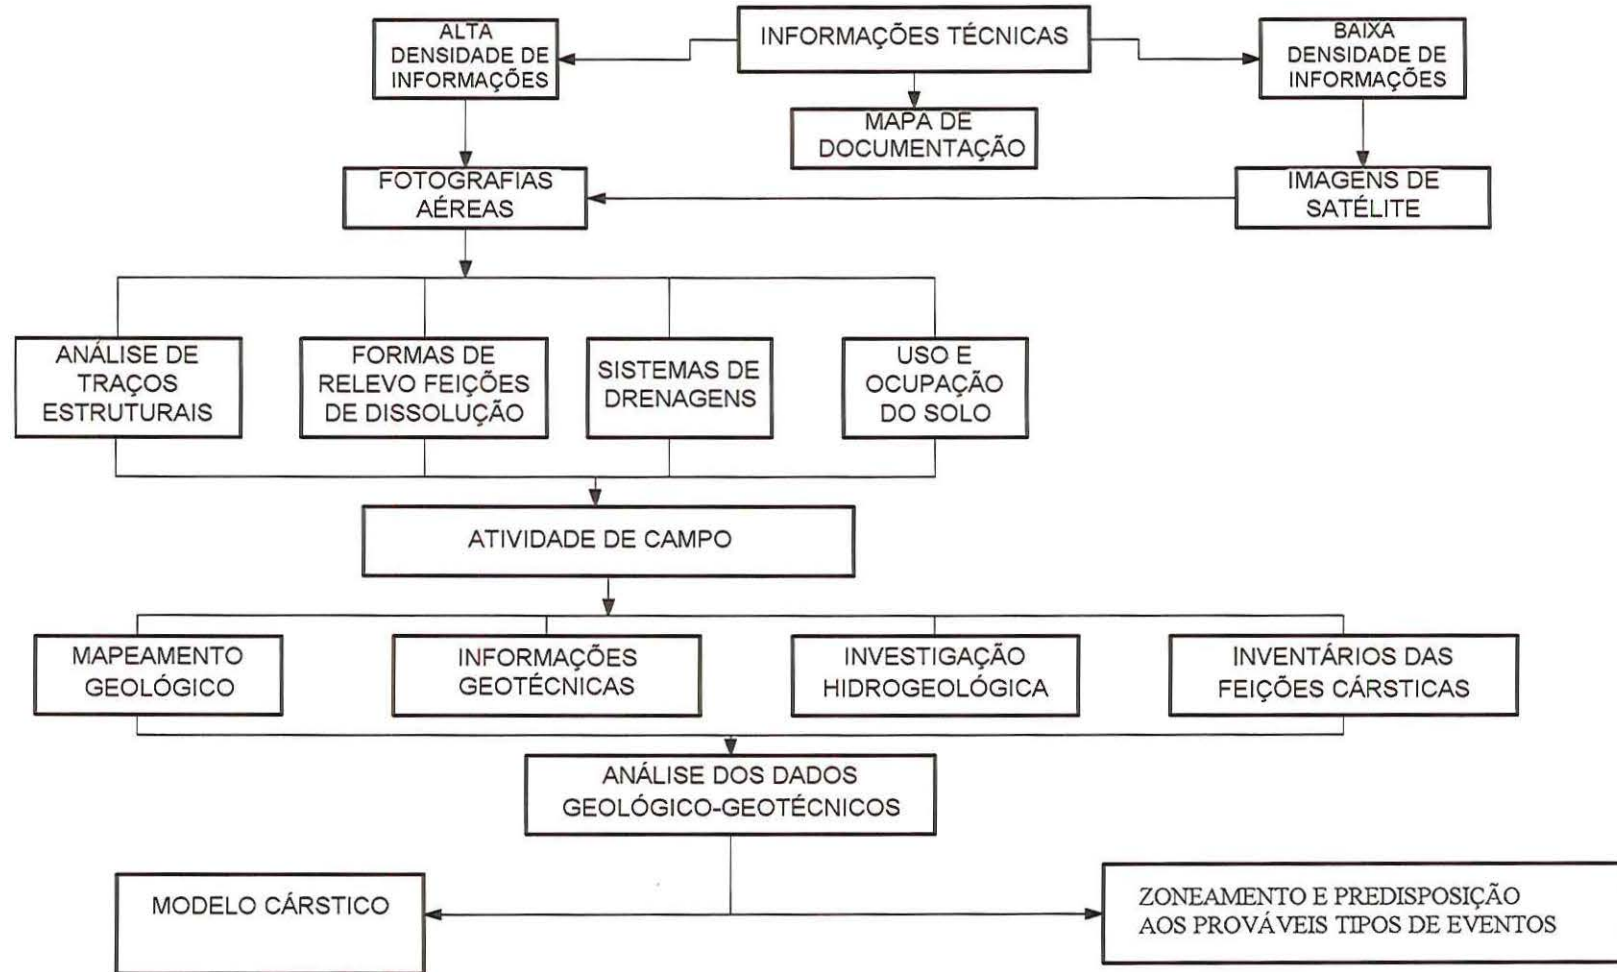 ALTA
DENSIDADE DE
INFORMAÇÕES
INFORMAÇÕES TÉCNICAS
BAIXA
DENSIDADE DE
INFORMAÇÕES
MAPA DE
DOCUMENTAÇÃO
FOTOGRAFIAS
AÉREAS
IMAGENS DE
SATÉLITE
ANÁLISE DE
TRAÇOS
ESTRUTURAIS
FORMAS DE
RELEVO FEIÇÕES
DE DISSOLUÇÃO
SISTEMAS DE
DRENAGENS
USO E
OCUPAÇÃO
DO SOLO
ATIVIDADE DE CAMPO
MAPEAMENTO
GEOLÓGICO
INFORMAÇÕES
GEOTÉCNICAS
INVESTIGAÇÃO
HIDROGEOLÓGICA
INVENTÁRIOS DAS
FEIÇÕES CÁRSTICAS
ANÁLISE DOS DADOS
GEOLÓGICO-GEOTÉCNICOS
MODELO CÁRSTICO
ZONEAMENTO E PREDISPOSIÇÃO
AOS PROVÁVEIS TIPOS DE EVENTOS